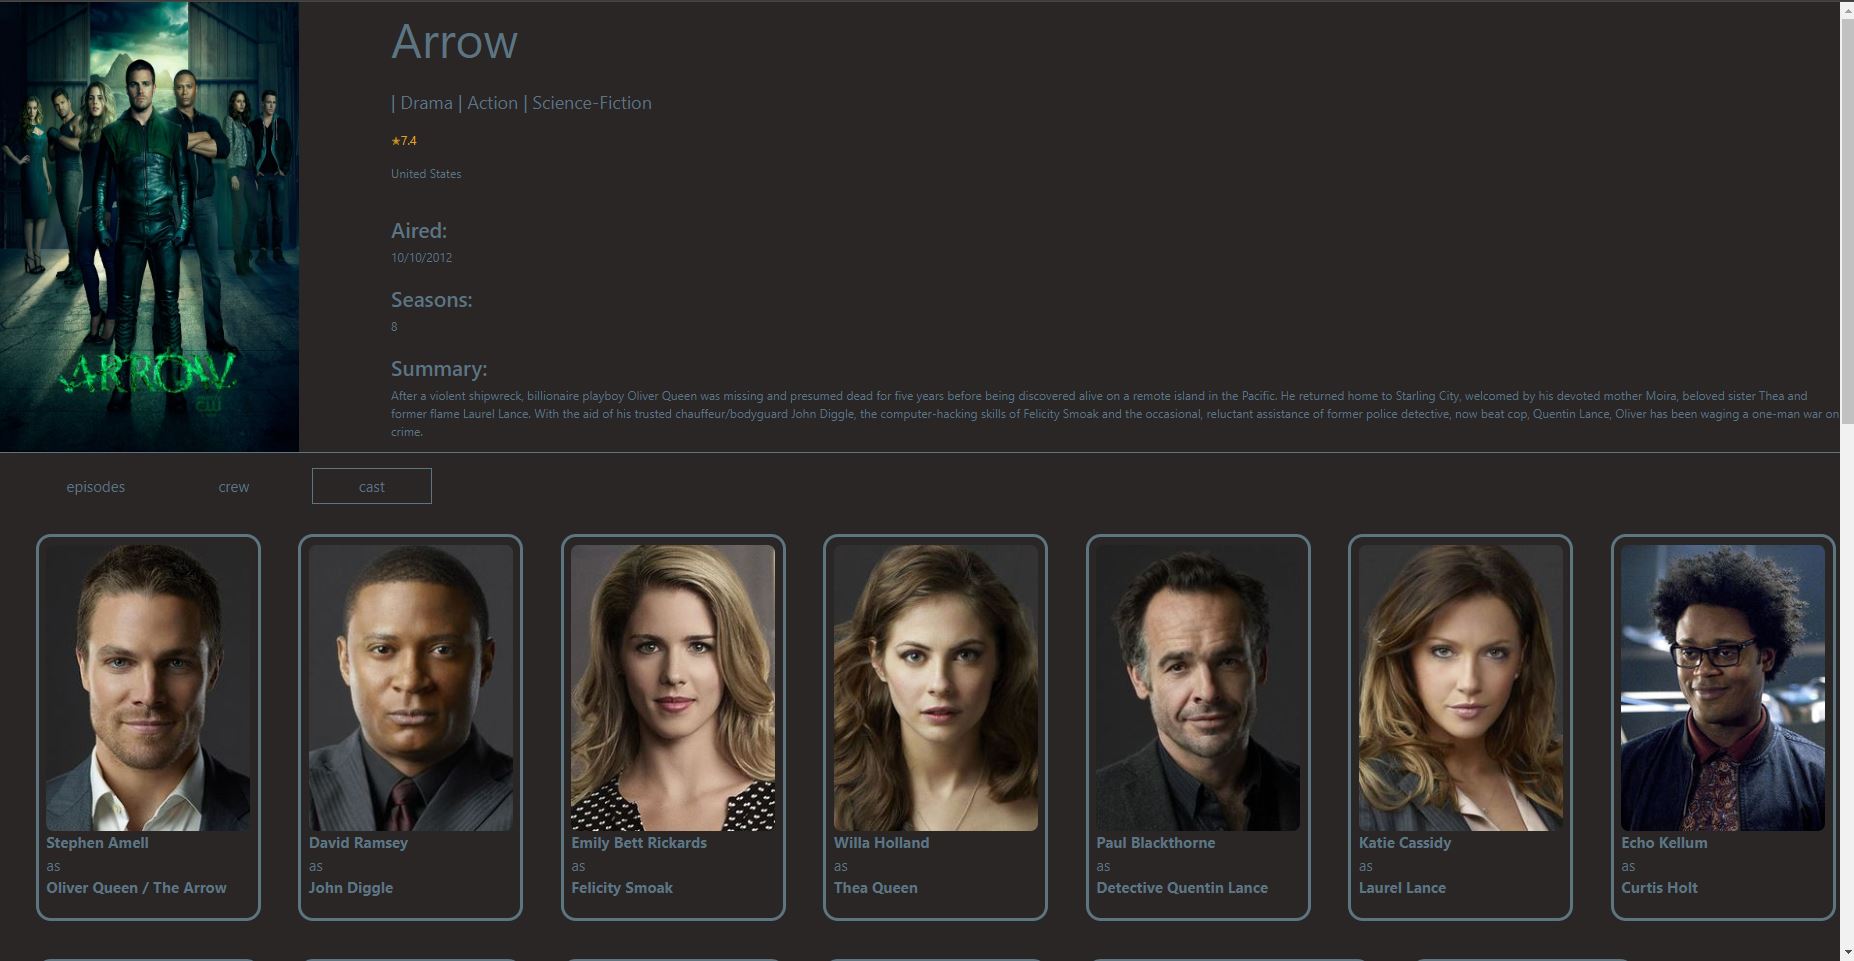 Arrow
| Drama | Action | Science-Fiction
★7.4
United States
Aired:
10/10/2012
Seasons:
8
Summary:
After a violent shipwreck, billionaire playboy Oliver Queen was missing and presumed dead for five years before being discovered alive on a remote island in the Pacific. He returned home to Starling City, welcomed by his devoted mother Moira, beloved sister Thea and
former flame Laurel Lance. With the aid of his trusted chauffeur/bodyguard John Diggle, the computer-hacking skills of Felicity Smoak and the occasional, reluctant assistance of former police detective, now beat cop, Quentin Lance, Oliver has been waging a one-man war on
crime.
ARROW
CW
episodes crew cast
Stephen Amell
as
Oliver Queen / The Arrow
David Ramsey
as
John Diggle
Emily Bett Rickards
as
Felicity Smoak
Willa Holland
as
Thea Queen
Paul Blackthorne
as
Detective Quentin Lance
Katie Cassidy
as
Laurel Lance
Echo Kellum
as
Curtis Holt